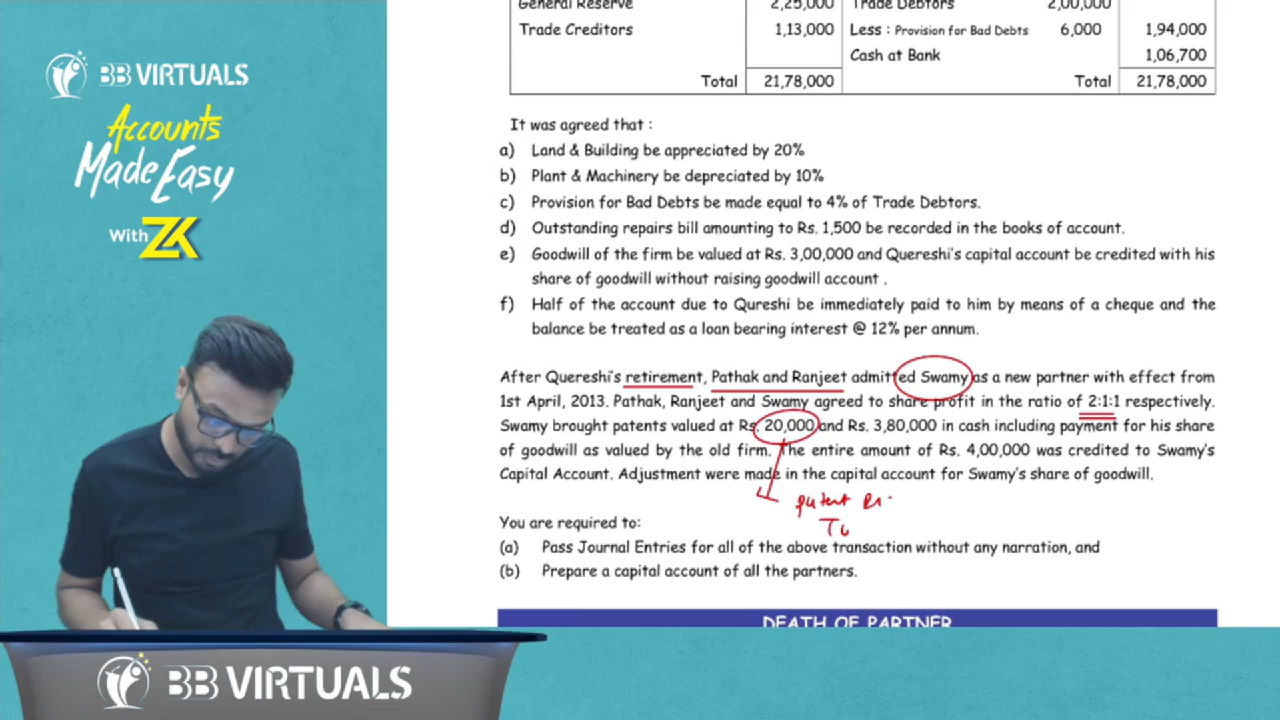 BB VIRTUALS
Accounts
Made Easy
With ZK
General Reserve 2,25,000 Trade Debtors 2,00,000
Trade Creditors 1,13,000 Less : Provision for Bad Debts 6,000 1,94,000
Cash at Bank 1,06,700
Total 21,78,000 Total 21,78,000
It was agreed that :
a) Land & Building be appreciated by 20%
b) Plant & Machinery be depreciated by 10%
c) Provision for Bad Debts be made equal to 4% of Trade Debtors.
d) Outstanding repairs bill amounting to Rs. 1,500 be recorded in the books of account.
e) Goodwill of the firm be valued at Rs. 3,00,000 and Quereshi's capital account be credited with his
share of goodwill without raising goodwill account .
f) Half of the account due to Qureshi be immediately paid to him by means of a cheque and the
balance be treated as a loan bearing interest @ 12% per annum.
After Quereshi's retirement, Pathak and Ranjeet admitted Swamy as a new partner with effect from
1st April, 2013. Pathak, Ranjeet and Swamy agreed to share profit in the ratio of 2:1:1 respectively.
Swamy brought patents valued at Rs. 20,000 and Rs. 3,80,000 in cash including payment for his share
of goodwill as valued by the old firm. The entire amount of Rs. 4,00,000 was credited to Swamy's
Capital Account. Adjustment were made in the capital account for Swamy's share of goodwill.
patent
You are required to:
(a) Pass Journal Entries for all of the above transaction without any narration, and
(b) Prepare a capital account of all the partners.
DEATH OF PARTNER
BB VIRTUALS